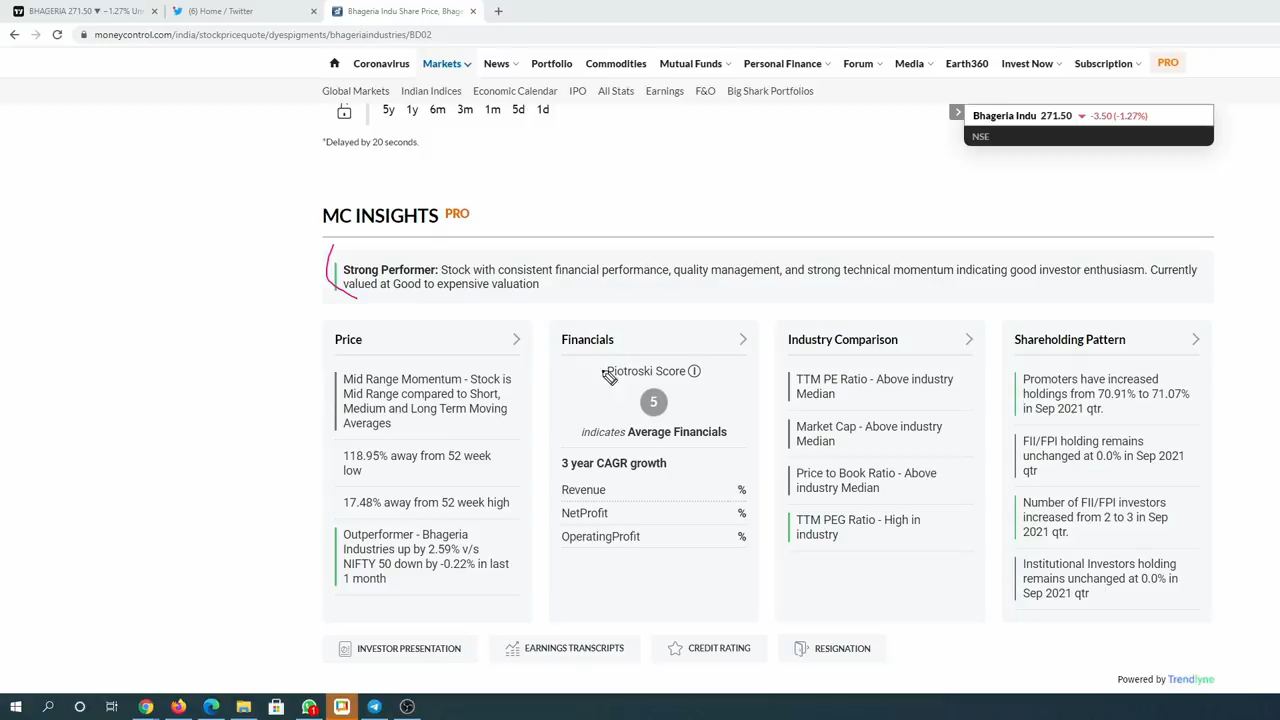 BHAGERIA 271.50 ▼ −1.27% Un
(6) Home / Twitter
Bhageria Indu Share Price, Bhage
moneycontrol.com/india/stockpricequote/dyespigments/bhageriaindustries/BD02
Coronavirus Markets News Portfolio Commodities Mutual Funds Personal Finance Forum Media Earth360 Invest Now Subscription PRO
Global Markets Indian Indices Economic Calendar IPO All Stats Earnings F&O Big Shark Portfolios
5y 1y 6m 3m 1m 5d 1d
Bhageria Indu 271.50 ▼ -3.50 (-1.27%)
NSE
*Delayed by 20 seconds.
MC INSIGHTS PRO
Strong Performer: Stock with consistent financial performance, quality management, and strong technical momentum indicating good investor enthusiasm. Currently
valued at Good to expensive valuation
Price
Mid Range Momentum - Stock is
Mid Range compared to Short,
Medium and Long Term Moving
Averages
118.95% away from 52 week
low
17.48% away from 52 week high
Outperformer - Bhageria
Industries up by 2.59% v/s
NIFTY 50 down by -0.22% in last
1 month
Financials
Piotroski Score
5
indicates Average Financials
3 year CAGR growth
Revenue %
NetProfit %
OperatingProfit %
Industry Comparison
TTM PE Ratio - Above industry
Median
Market Cap - Above industry
Median
Price to Book Ratio - Above
industry Median
TTM PEG Ratio - High in
industry
Shareholding Pattern
Promoters have increased
holdings from 70.91% to 71.07%
in Sep 2021 qtr.
FII/FPI holding remains
unchanged at 0.0% in Sep 2021
qtr
Number of FII/FPI investors
increased from 2 to 3 in Sep
2021 qtr.
Institutional Investors holding
remains unchanged at 0.0% in
Sep 2021 qtr
INVESTOR PRESENTATION EARNINGS TRANSCRIPTS CREDIT RATING RESIGNATION
Powered by Trendlyne